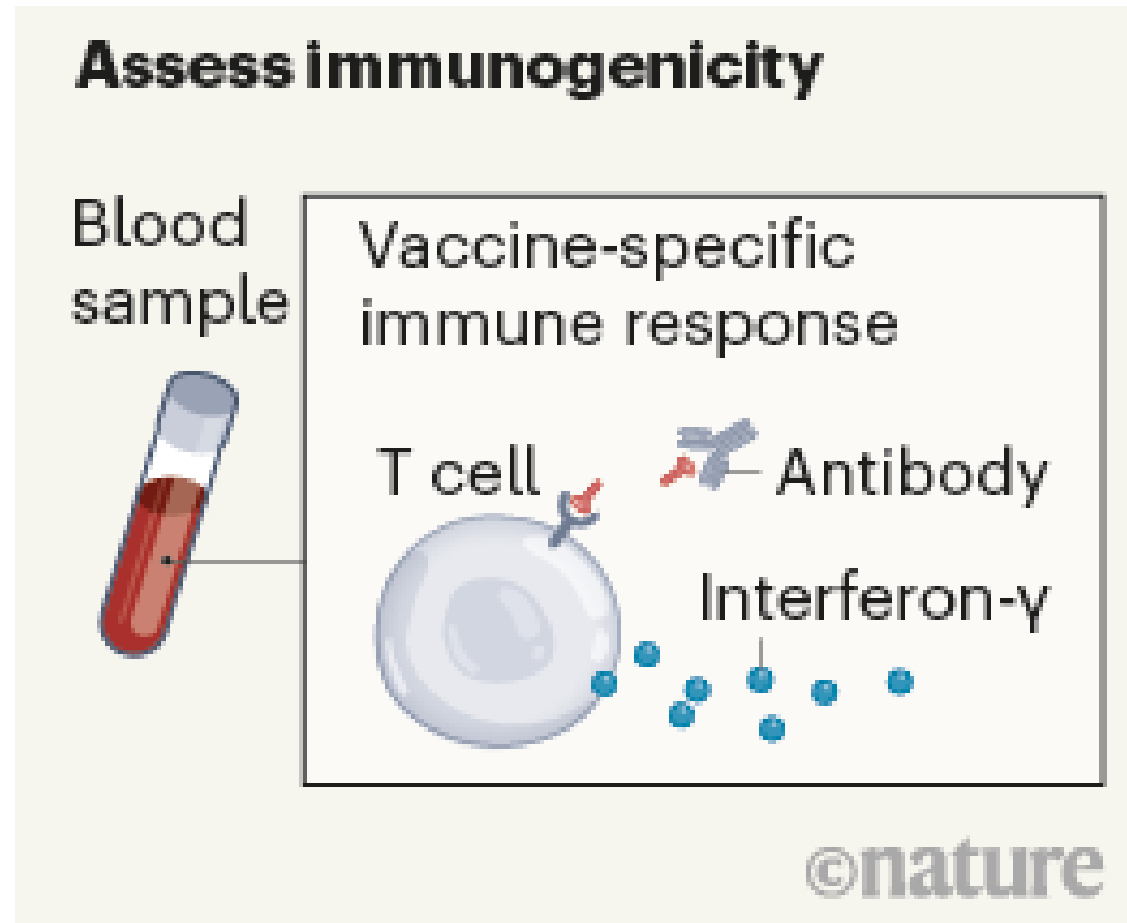 Assess immunogenicity
Blood
sample
Vaccine-specific
immune response
T cell
Antibody
Interferon-γ
©nature